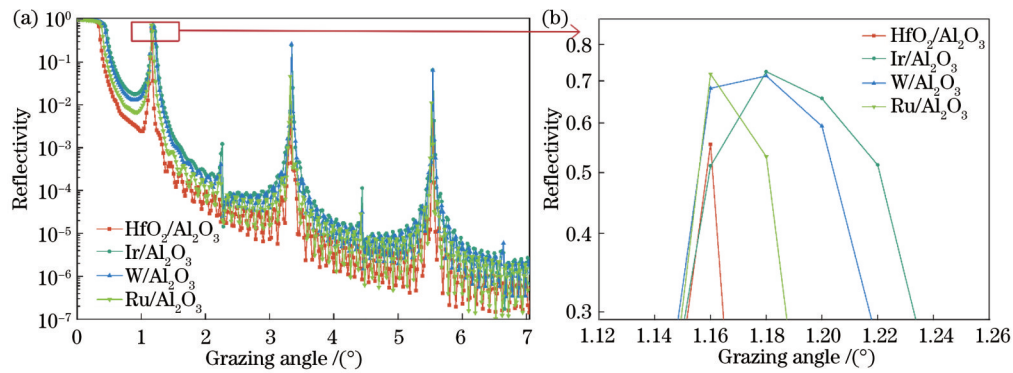 (a)
Reflectivity
10⁰
10⁻¹
10⁻²
10⁻³
10⁻⁴
10⁻⁵
10⁻⁶
10⁻⁷
HfO₂/Al₂O₃
Ir/Al₂O₃
W/Al₂O₃
Ru/Al₂O₃
0 1 2 3 4 5 6 7
Grazing angle /(°)
(b)
Reflectivity
0.8
0.7
0.6
0.5
0.4
0.3
HfO₂/Al₂O₃
Ir/Al₂O₃
W/Al₂O₃
Ru/Al₂O₃
1.12 1.14 1.16 1.18 1.20 1.22 1.24 1.26
Grazing angle /(°)